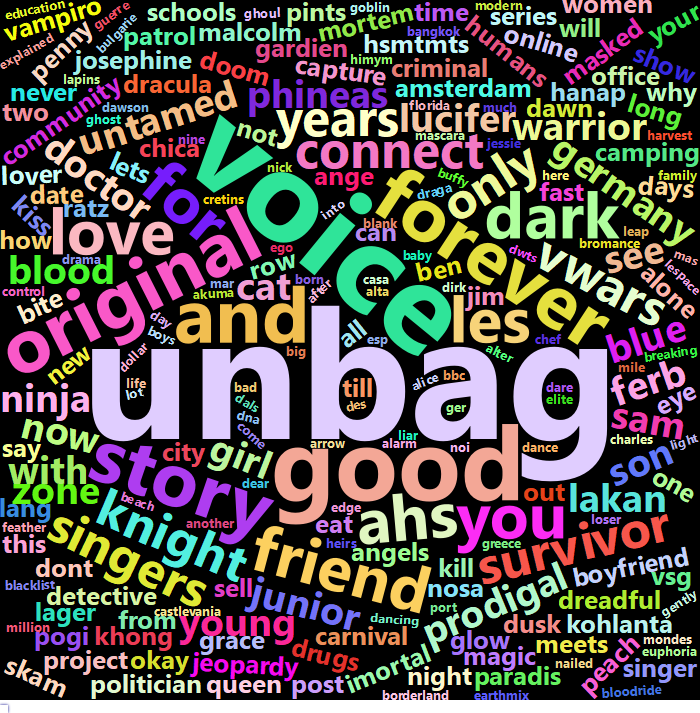 education
vampiro
guerre
schools
ghoul
pints
goblin
mortem
time
modern
series
women
will
your
explained
penny
bulgarie
patrol
malcolm
gardien
hsmtmts
bangkok
humans
online
masked
show
josephine
doom
himym
capture
criminal
office
why
lapins
never
dracula
phineas
amsterdam
hanap
long
community
two
dawson
ghost
untamed
years
lucifer
florida
much
dawn
warrior
harvest
not
nine
chica
connect
mascara
jessie
camping
lover
doctor
lets
for
voice
nick
ange
buffy
only
here
germany
family
date
kiss
ratz
cretins
into
draga
forever
fast
days
how
love
original
ego
blank
can
dark
leap
bromance
drama
blood
row
casa
baby
ben
dwts
vwars
see
mas
lespace
alone
control
bite
mar
akuma
cat
born
after
alta
dirk
jim
and
day
boys
all
esp
les
alter
chef
blue
breaking
new
dollar
big
unbag
mile
ferb
life
lot
bad
till
alice
bbc
dare
elite
eye
ninja
dals
dna
des
ger
sam
now
come
liar
charles
say
story
city
girl
arrow
alarm
noi
dance
light
with
zone
dear
good
out
son
one
lang
beach
knight
edge
ahs
you
lakan
feather
this
singers
another
eat
heirs
angels
greece
survivor
loser
dont
friend
kill
boyfriend
vsg
blacklist
detective
sell
junior
nosa
prodigal
dreadful
gently
lager
castlevania
from
young
dancing
port
dusk
kohlanta
million
pogi
khong
grace
carnival
glow
meets
mondes
euphoria
project
okay
jeopardy
drugs
imortal
magic
nailed
peach
singer
skam
politician
queen
post
night
paradis
borderland
earthmix
bloodride